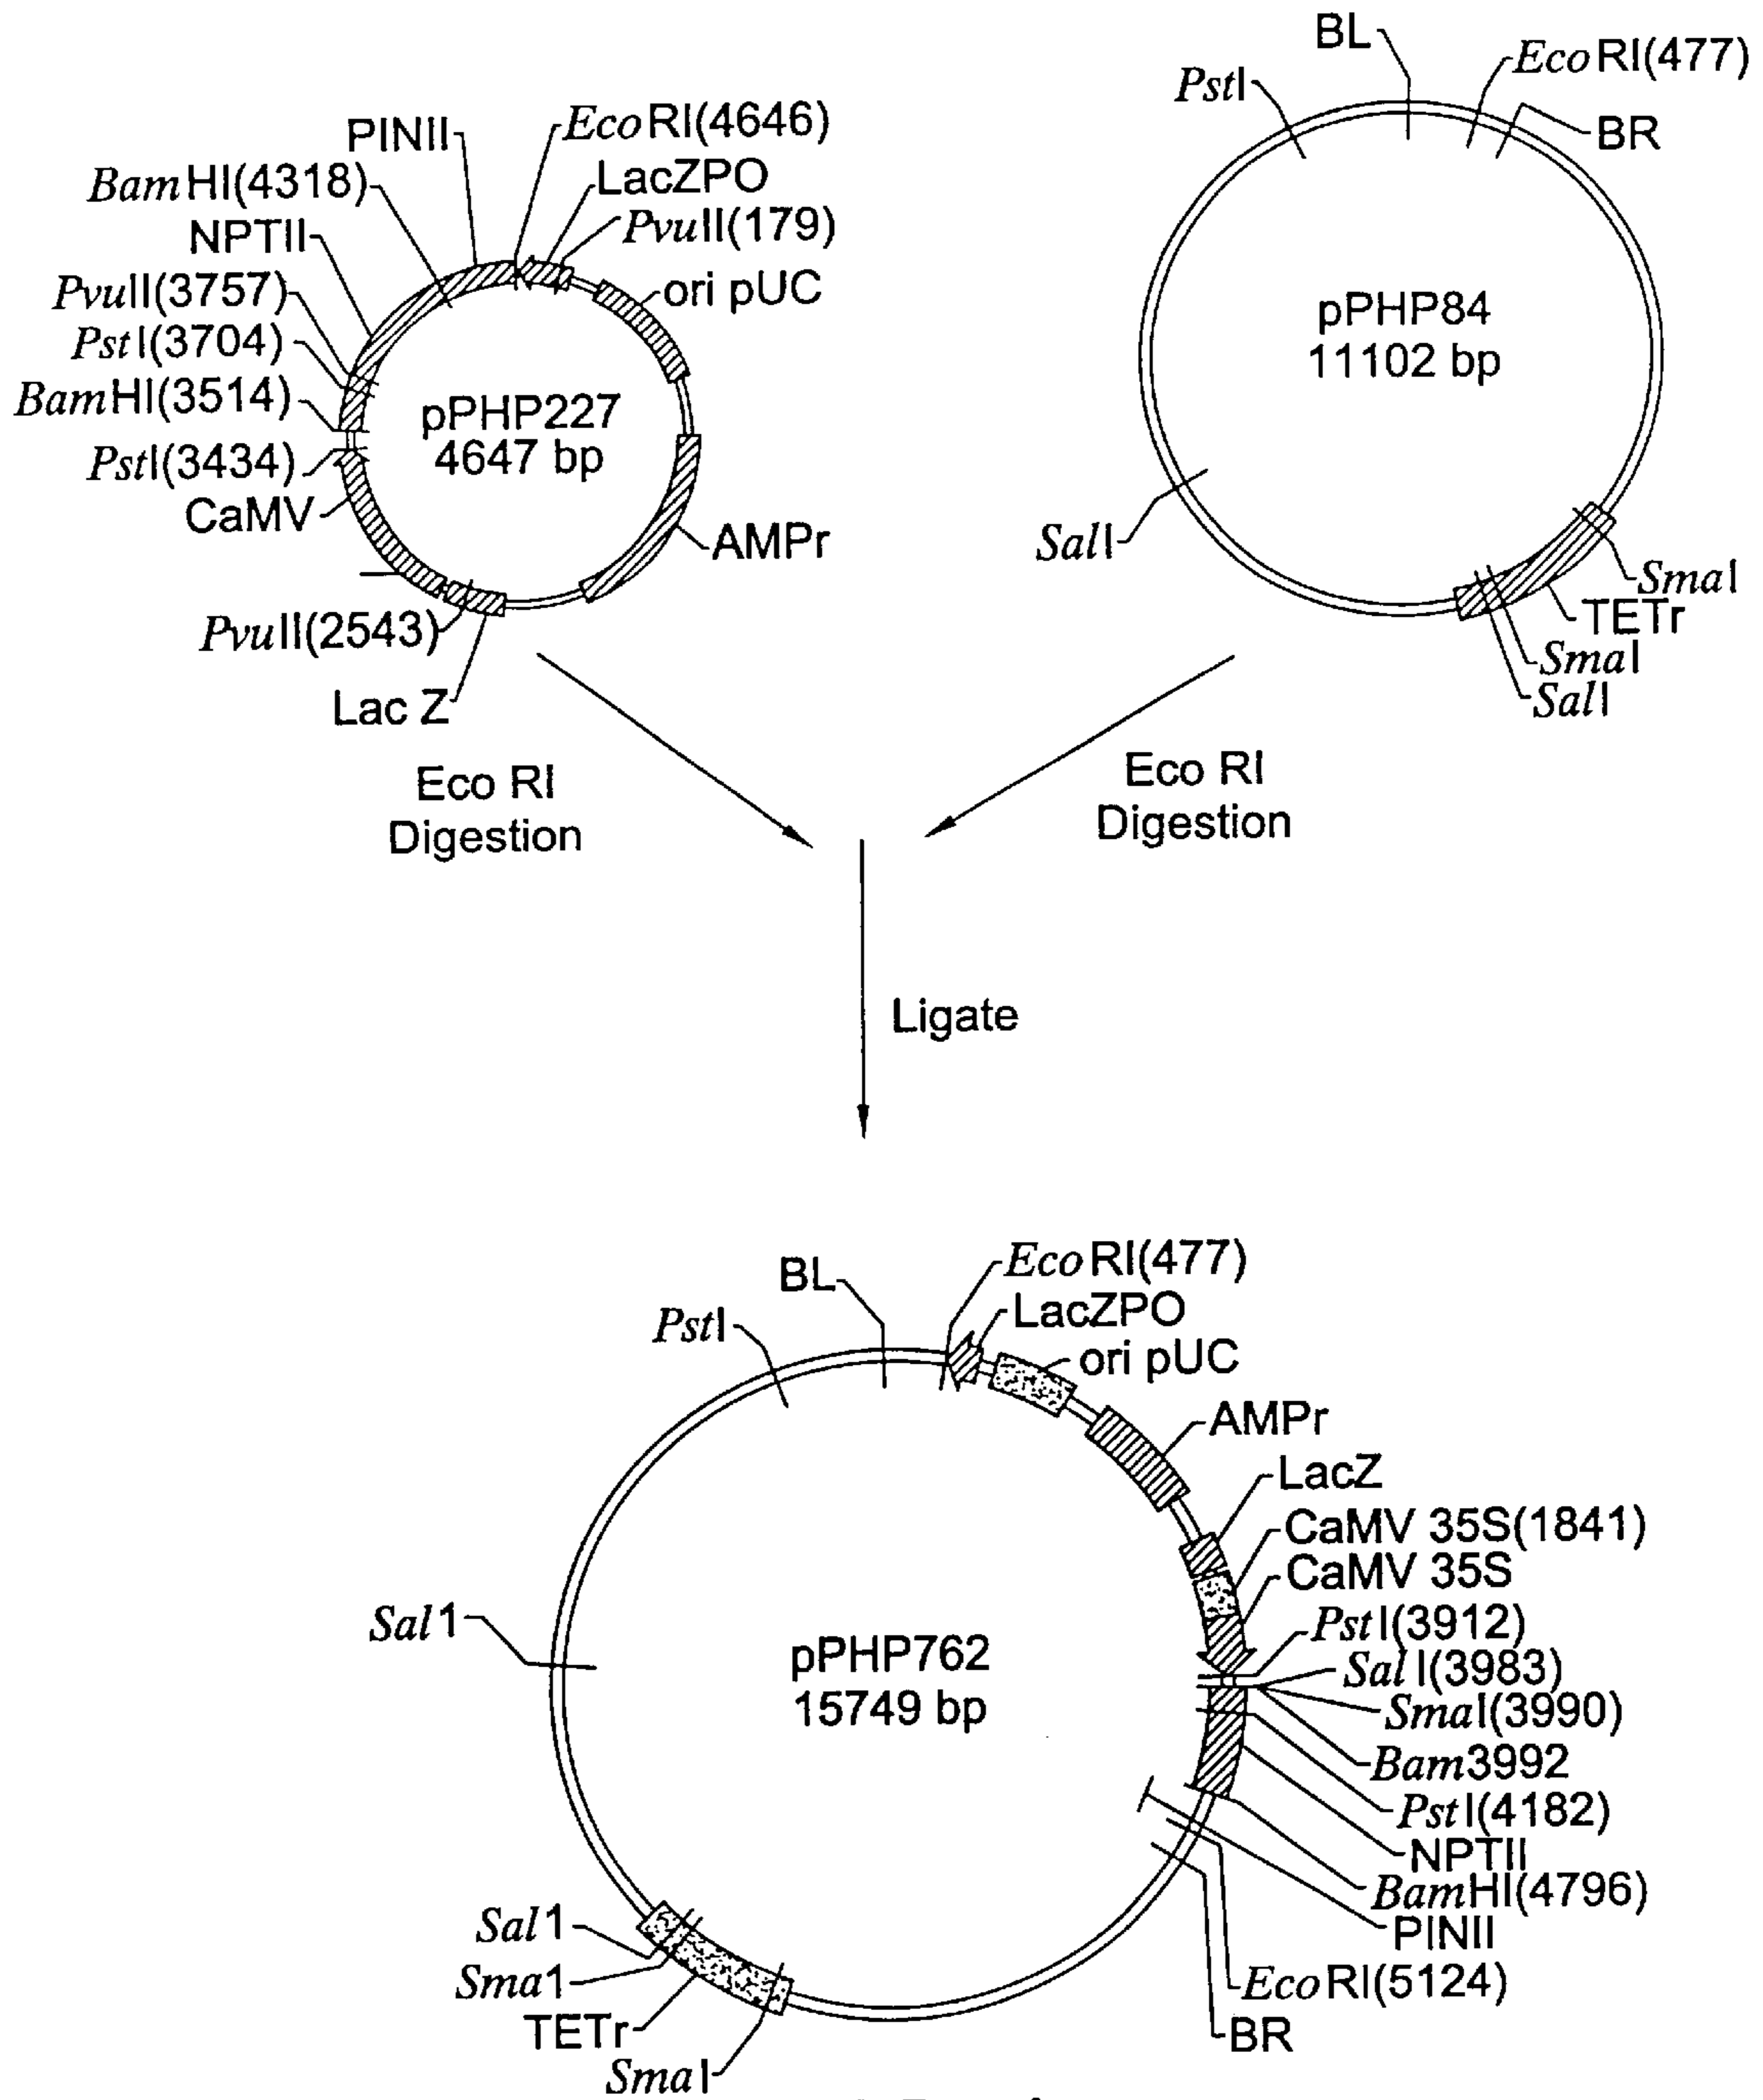 PINII
EcoRI(4646)
BamHI(4318)
LacZPO
NPTII
PvuII(179)
PvuII(3757)
ori pUC
PstI(3704)
BamHI(3514)
pPHP227
4647 bp
PstI(3434)
CaMV
AMPr
PvuII(2543)
Lac Z
BL
EcoRI(477)
PstI
BR
pPHP84
11102 bp
SalI
SmaI
TETr
SmaI
SalI
Eco RI
Digestion
Eco RI
Digestion
Ligate
BL
EcoRI(477)
PstI
LacZPO
ori pUC
AMPr
LacZ
CaMV 35S(1841)
CaMV 35S
PstI(3912)
Sal1
pPHP762
15749 bp
SalI(3983)
SmaI(3990)
Bam3992
PstI(4182)
NPTII
BamHI(4796)
PINII
EcoRI(5124)
BR
Sal1
Sma1
TETr
SmaI